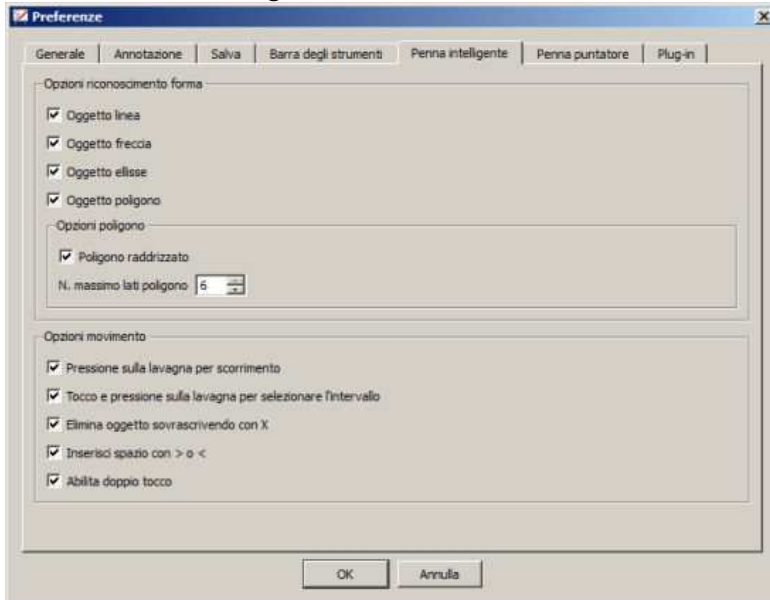 Preferenze
Generale Annotazione Salva Barra degli strumenti Penna intelligente Penna puntatore Plug-in
Opzioni riconoscimento forma
Oggetto linea
Oggetto freccia
Oggetto ellisse
Oggetto poligono
Opzioni poligono
Poligono raddrizzato
N. massimo lati poligono 6
Opzioni movimento
Pressione sulla lavagna per scorrimento
Tocco e pressione sulla lavagna per selezionare l'intervallo
Elimina oggetto sovrascrivendo con X
Inserisci spazio con > o <
Abilita doppio tocco
OK Annulla